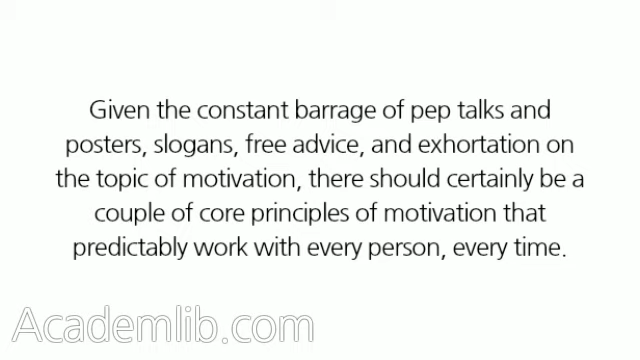 Given the constant barrage of pep talks and
posters, slogans, free advice, and exhortation on
the topic of motivation, there should certainly be a
couple of core principles of motivation that
predictably work with every person, every time.
Academlib.com